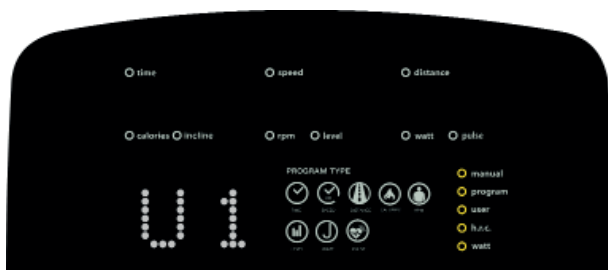 time speed distance
calories incline rpm level watt pulse
PROGRAM TYPE
manual
program
user
h.r.c.
watt
U1